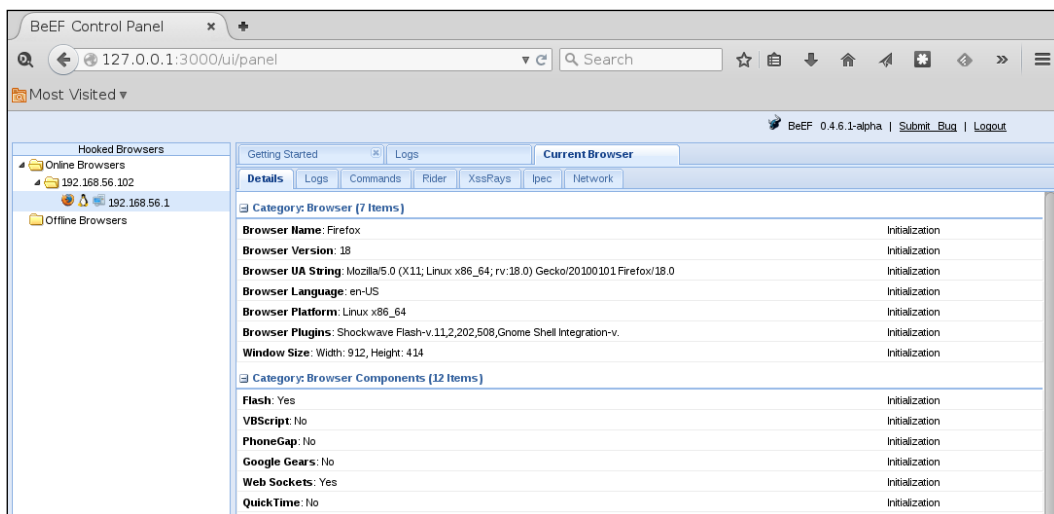 BeEF Control Panel
127.0.0.1:3000/ui/panel
Search
Most Visited
BeEF 0.4.6.1-alpha | Submit Bug | Logout
Hooked Browsers
Online Browsers
192.168.56.102
192.168.56.1
Offline Browsers
Getting Started Logs Current Browser
Details Logs Commands Rider XssRays Ipec Network
Category: Browser (7 Items)
Browser Name: Firefox Initialization
Browser Version: 18 Initialization
Browser UA String: Mozilla/5.0 (X11; Linux x86_64; rv:18.0) Gecko/20100101 Firefox/18.0 Initialization
Browser Language: en-US Initialization
Browser Platform: Linux x86_64 Initialization
Browser Plugins: Shockwave Flash-v.11,2,202,508,Gnome Shell Integration-v. Initialization
Window Size: Width: 912, Height: 414 Initialization
Category: Browser Components (12 Items)
Flash: Yes Initialization
VBScript: No Initialization
PhoneGap: No Initialization
Google Gears: No Initialization
Web Sockets: Yes Initialization
QuickTime: No Initialization